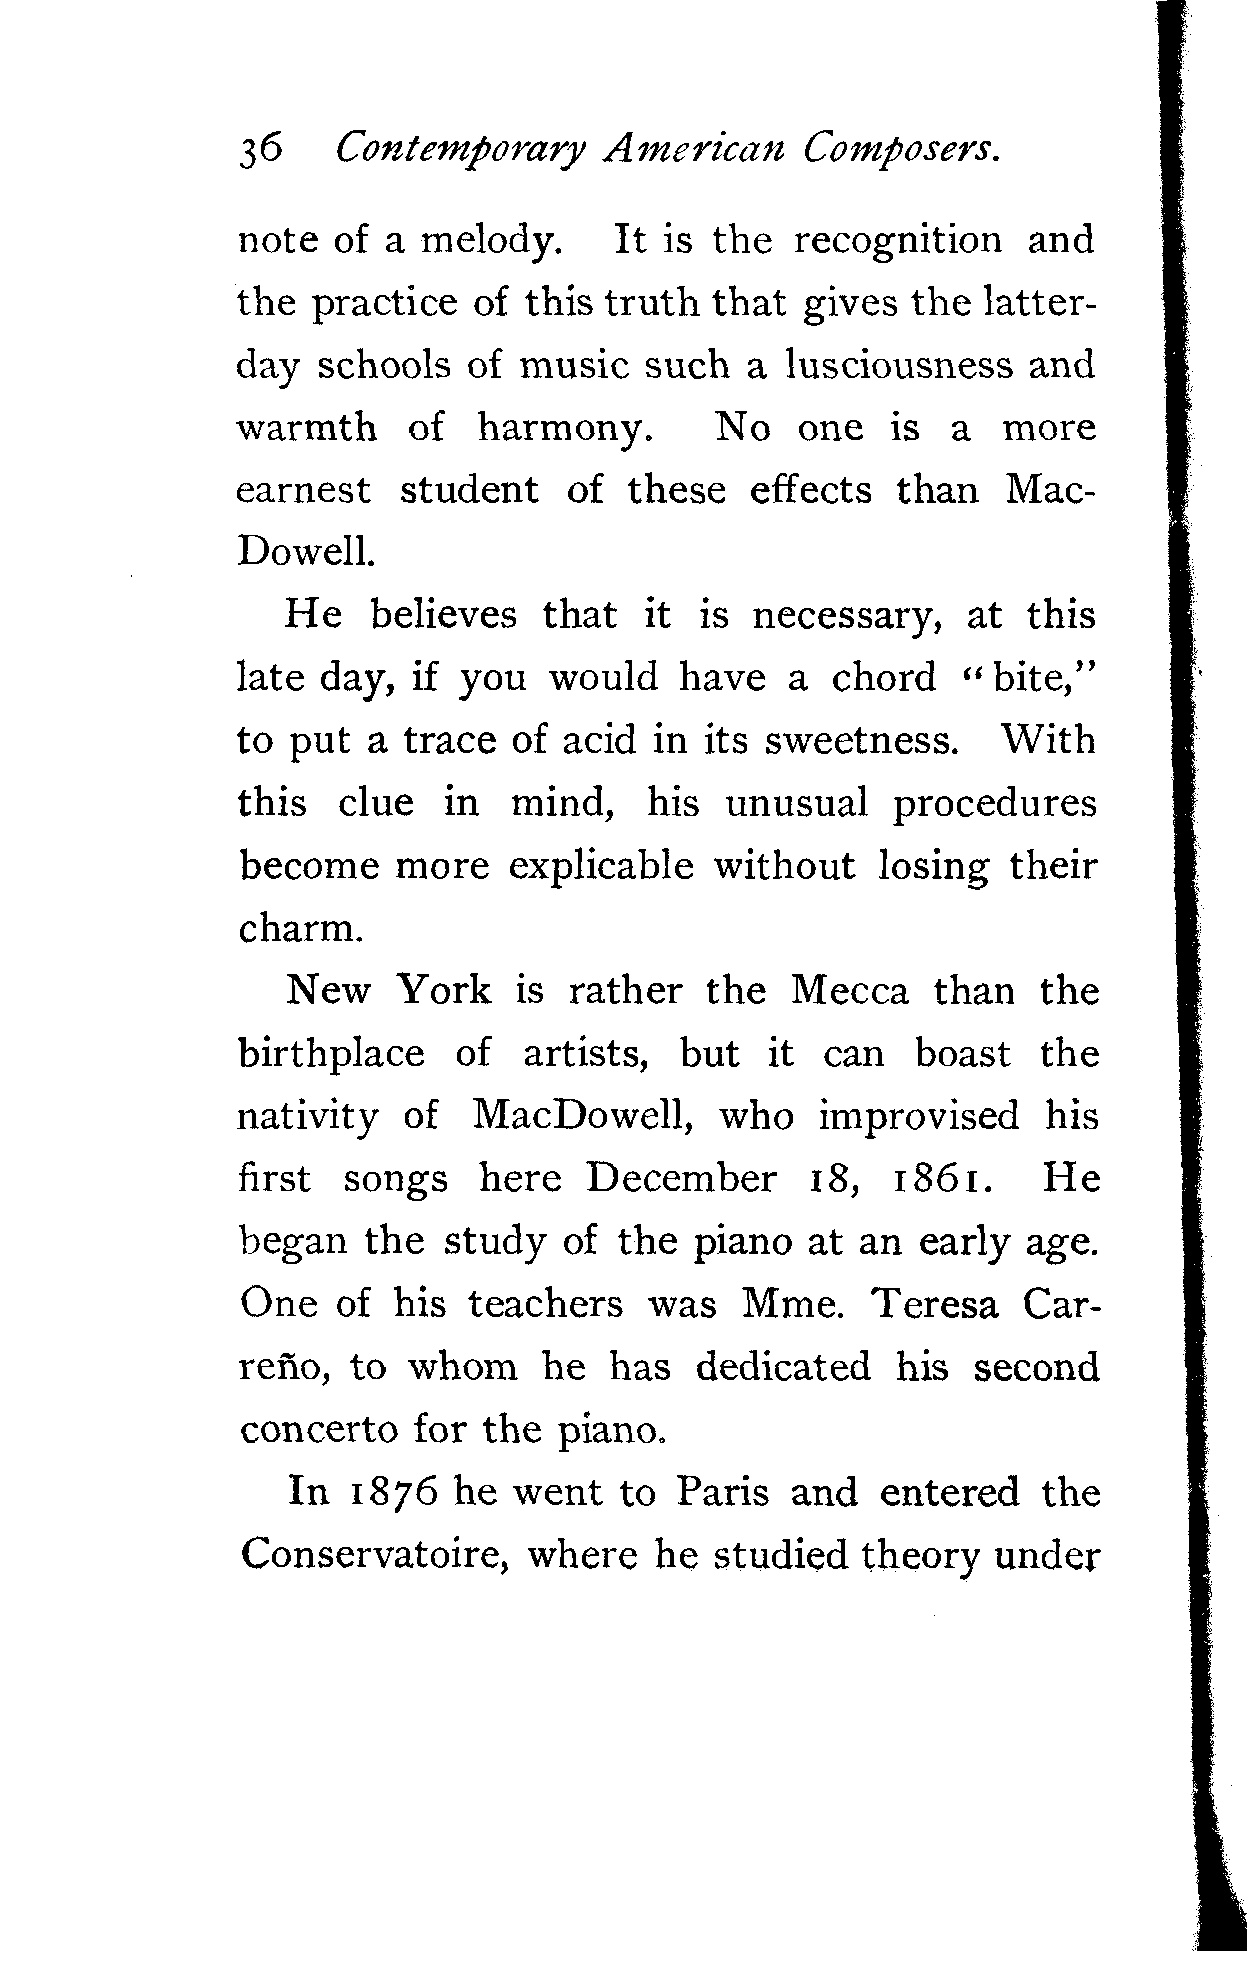 36 Contemporary American Composers.
note of a melody. It is the recognition and
the practice of this truth that gives the latter-
day schools of music such a lusciousness and
warmth of harmony. No one is a more
earnest student of these effects than Mac-
Dowell.
He believes that it is necessary, at this
late day, if you would have a chord “bite,”
to put a trace of acid in its sweetness. With
this clue in mind, his unusual procedures
become more explicable without losing their
charm.
New York is rather the Mecca than the
birthplace of artists, but it can boast the
nativity of MacDowell, who improvised his
first songs here December 18, 1861. He
began the study of the piano at an early age.
One of his teachers was Mme. Teresa Car-
reño, to whom he has dedicated his second
concerto for the piano.
In 1876 he went to Paris and entered the
Conservatoire, where he studied theory under